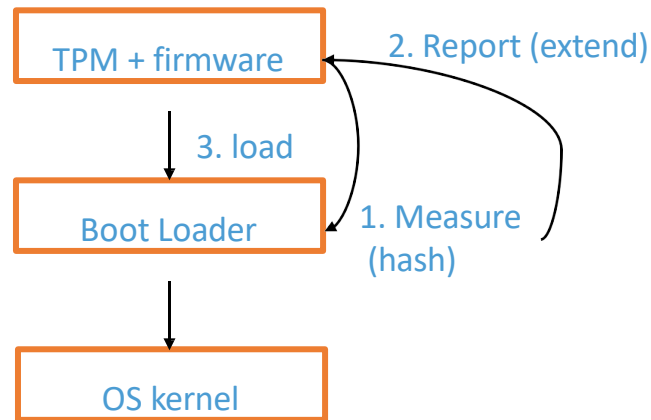 TPM + firmware
2. Report (extend)
3. load
Boot Loader
1. Measure
(hash)
OS kernel